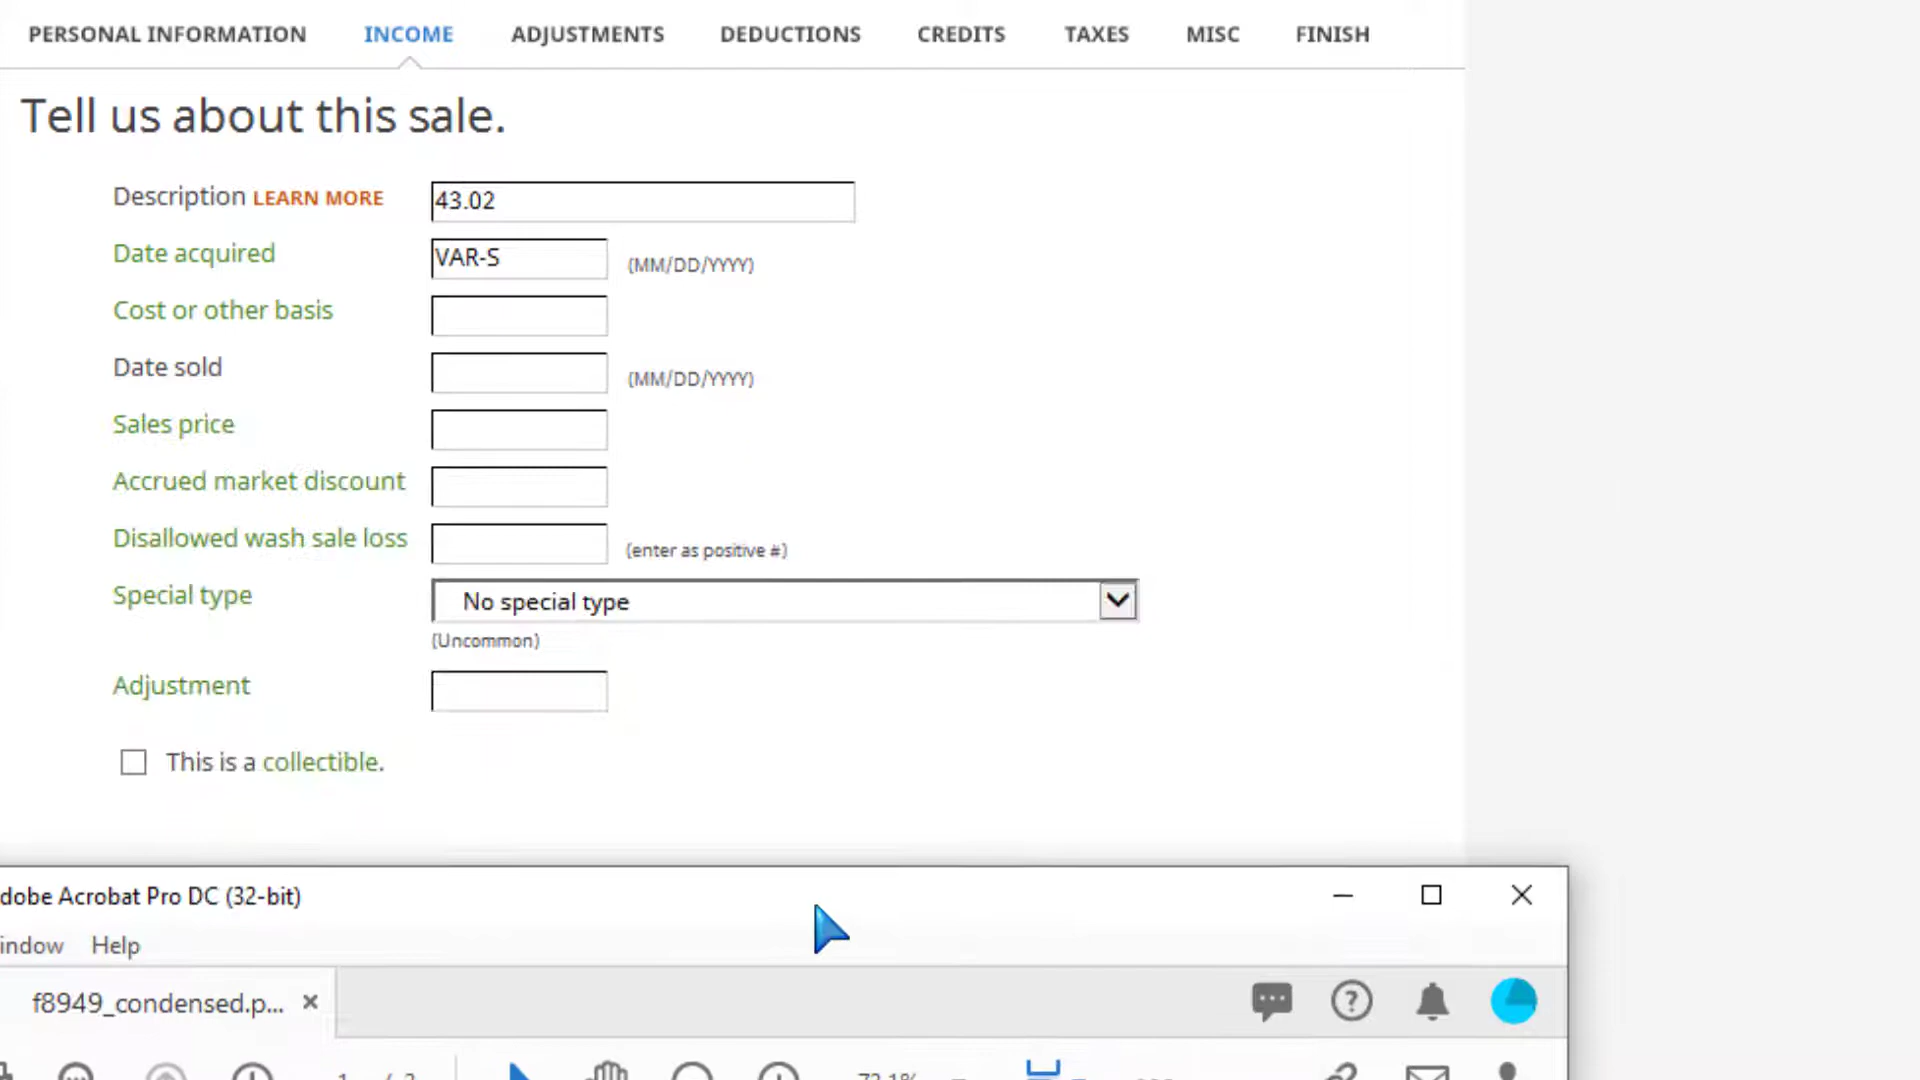 PERSONAL INFORMATION INCOME ADJUSTMENTS DEDUCTIONS CREDITS TAXES MISC FINISH
Tell us about this sale.
Description LEARN MORE 43.02
Date acquired VAR-S (MM/DD/YYYY)
Cost or other basis
Date sold (MM/DD/YYYY)
Sales price
Accrued market discount
Disallowed wash sale loss (enter as positive #)
Special type No special type
(Uncommon)
Adjustment
This is a collectible.
dobe Acrobat Pro DC (32-bit)
indow Help
f8949_condensed.p...